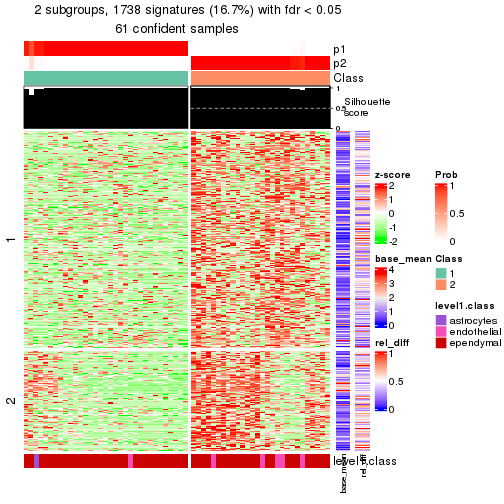 2 subgroups, 1738 signatures (16.7%) with fdr < 0.05
61 confident samples
p1
p2
Class
1
0.5
0
Silhouette
score
1
2
z-score
2
1
0
-1
-2
Prob
1
0.5
0
base_mean
4
3
2
1
0
Class
1
2
level1.class
astrocytes
endothelial
ependymal
rel_diff
1
0.5
0
level1.class
base_mean
rel_diff